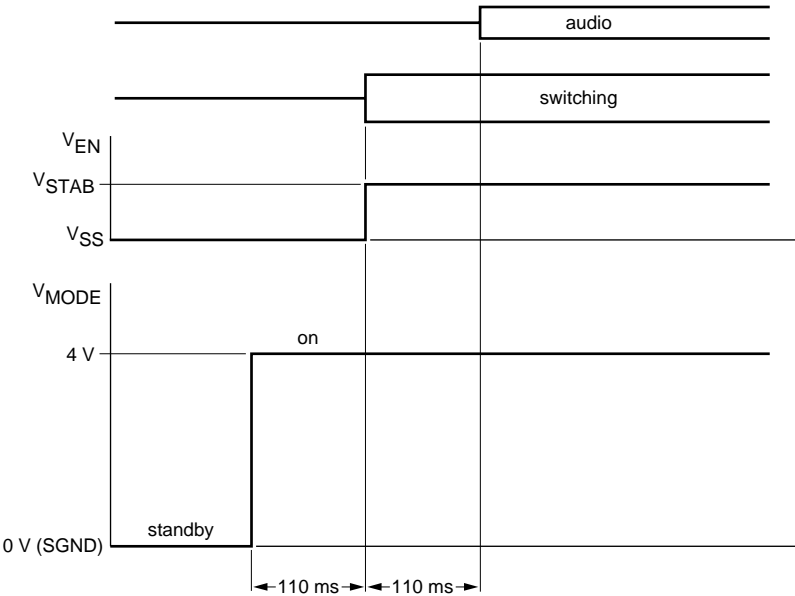 audio
switching
VEN
VSTAB
VSS
VMODE
on
4 V
standby
0 V (SGND)
110 ms
110 ms